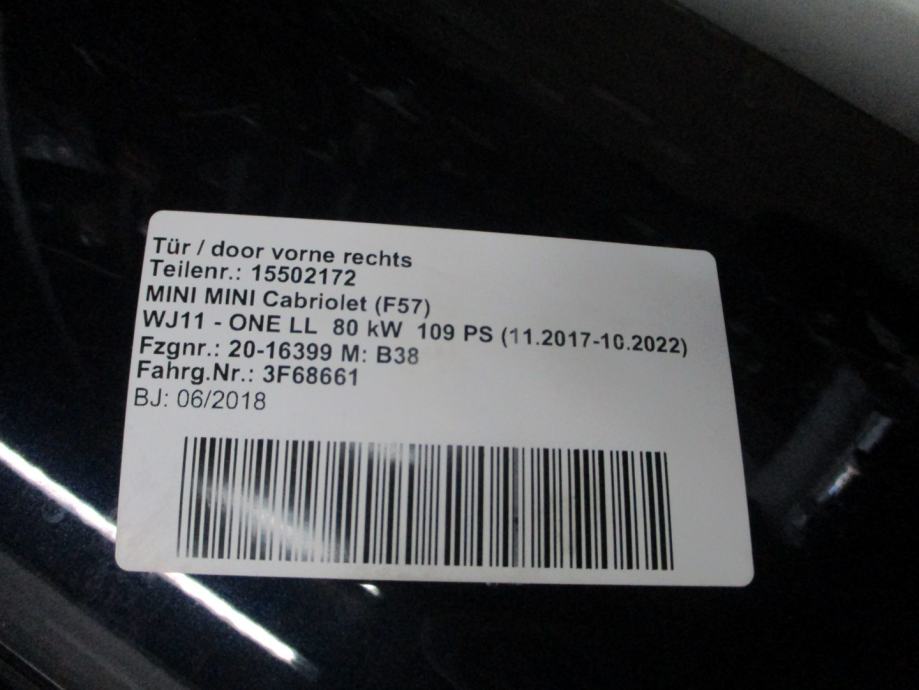 Tür / door vorne rechts
Teilenr.: 15502172
MINI MINI Cabriolet (F57)
WJ11 - ONE LL 80 kW 109 PS (11.2017-10.2022)
Fzgnr.: 20-16399 M: B38
Fahrg.Nr.: 3F68661
BJ: 06/2018